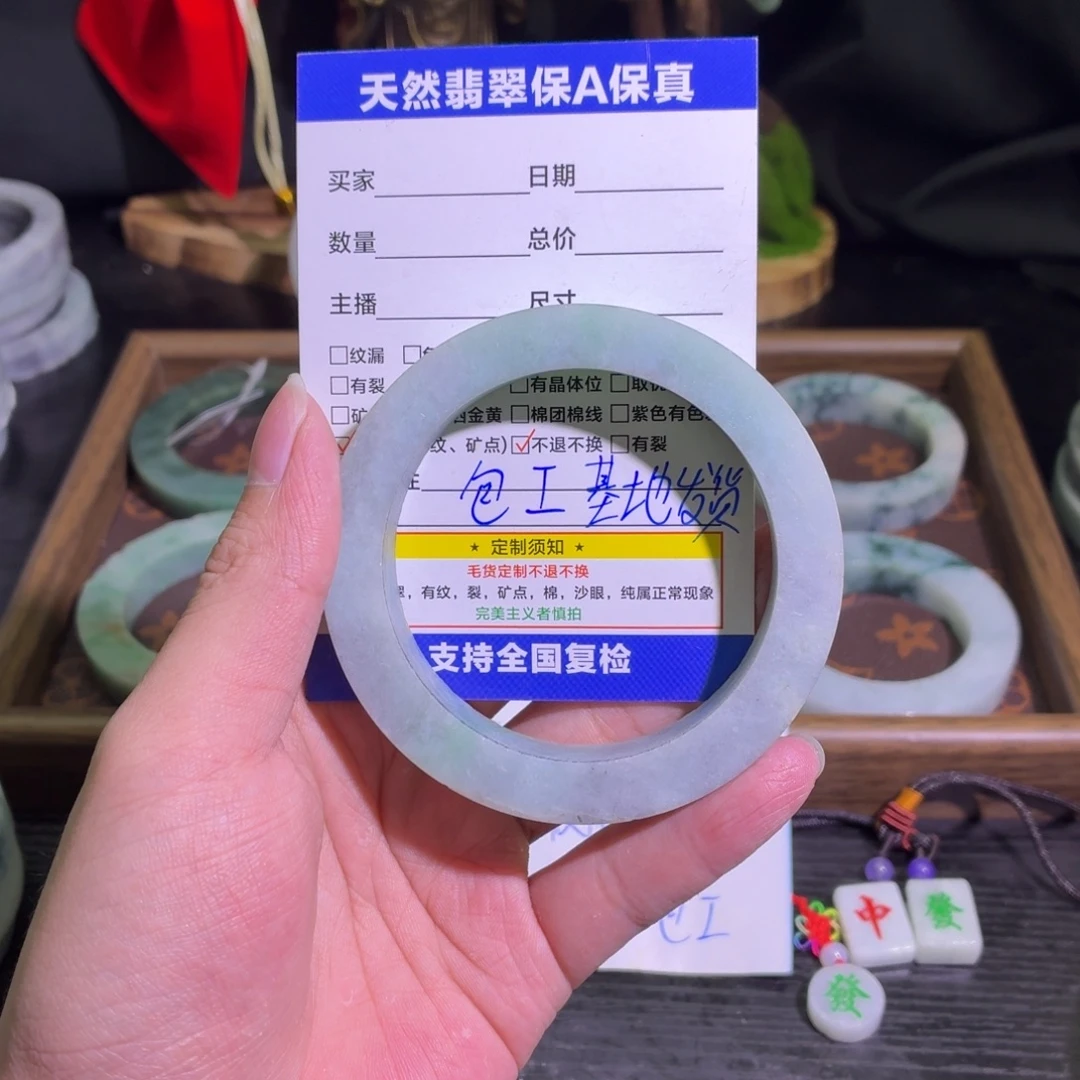 天然翡翠保A保真
买家 日期
数量 总价
主播 尺寸
□纹漏 □
□有裂 □有晶体位 □取
□矿 金黄 □棉团棉线 □紫色有色
纹、矿点) ☑不退不换 □有裂
包工 基地发货
★ 定制须知 ★
毛货定制不退不换
,有纹,裂,矿点,棉,沙眼,纯属正常现象
完美主义者慎拍
支持全国复检
包工
中
發
發